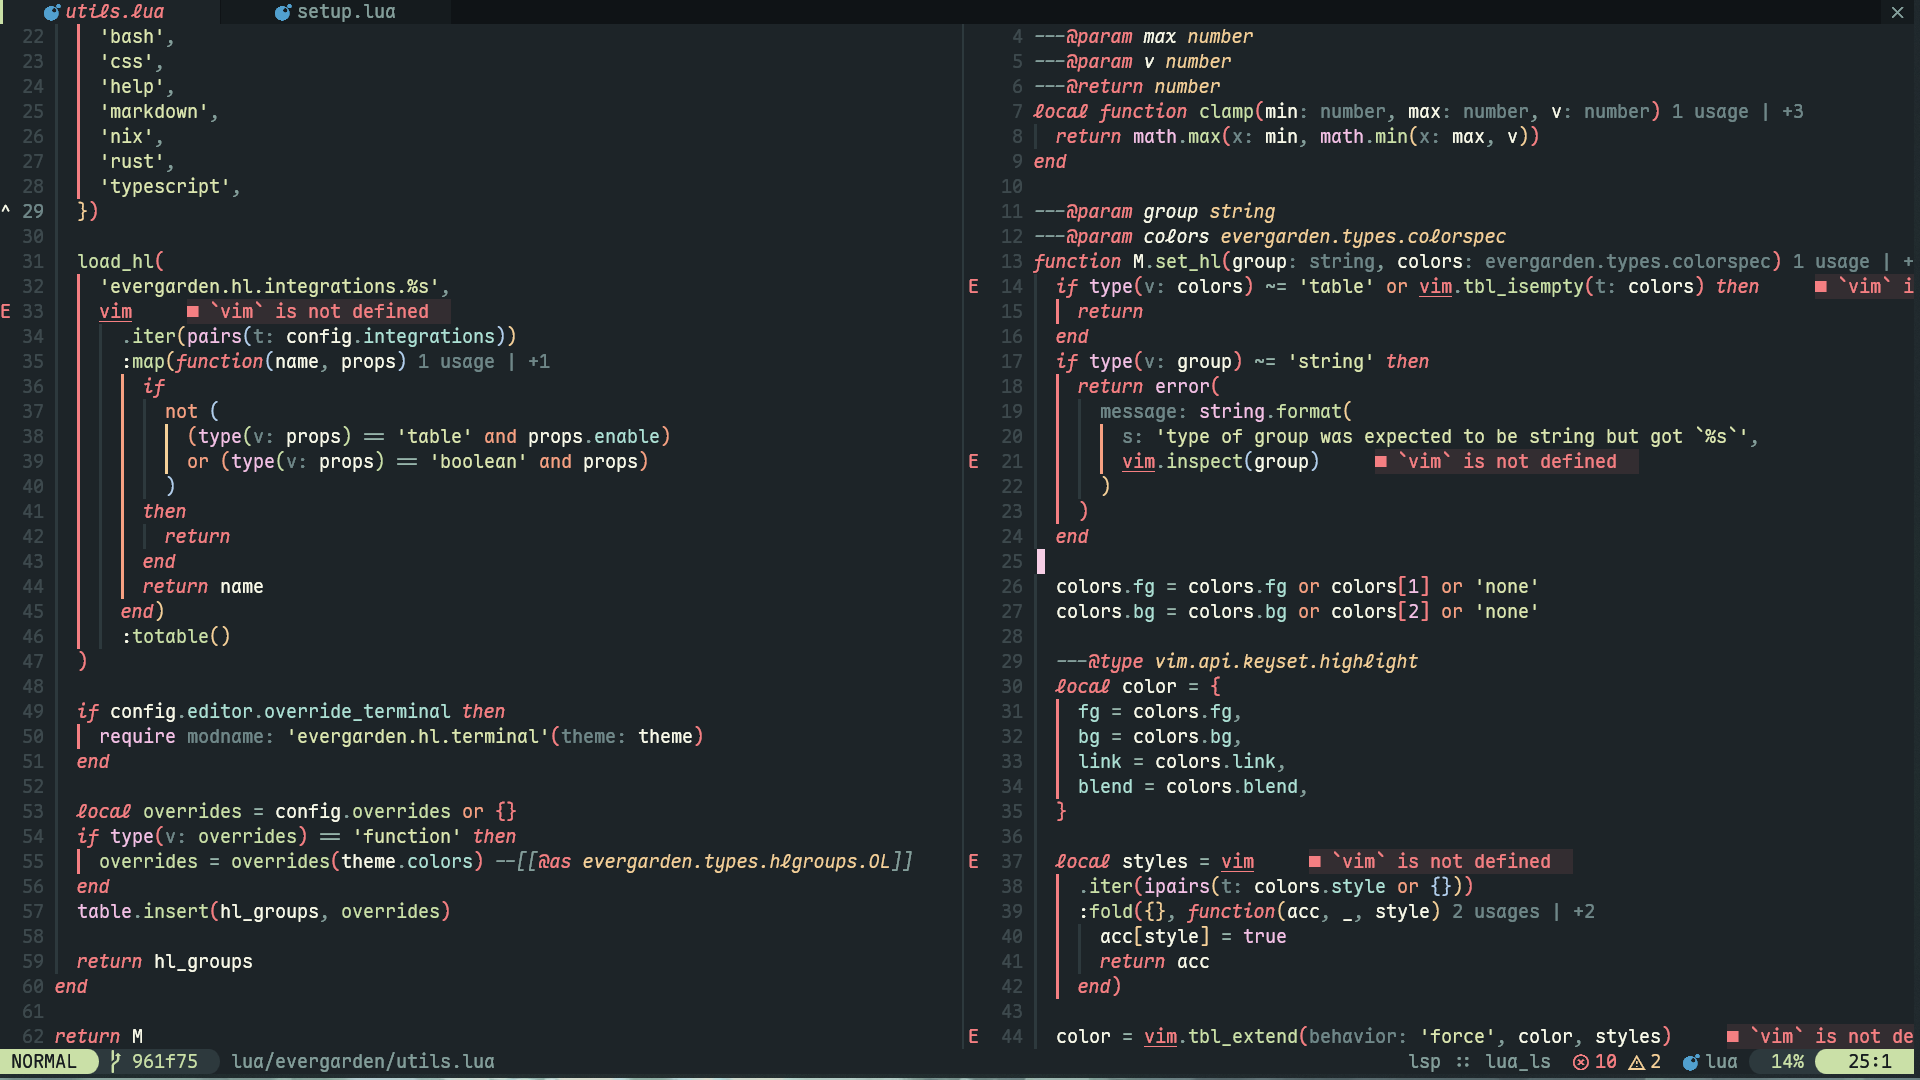 utils.lua setup.lua ✕
22 'bash',
23 'css',
24 'help',
25 'markdown',
26 'nix',
27 'rust',
28 'typescript',
^ 29 })
30
31 load_hl(
32 'evergarden.hl.integrations.%s',
E 33 vim ■ `vim` is not defined
34 .iter(pairs(t: config.integrations))
35 :map(function(name, props) 1 usage | +1
36 if
37 not (
38 (type(v: props) == 'table' and props.enable)
39 or (type(v: props) == 'boolean' and props)
40 )
41 then
42 return
43 end
44 return name
45 end)
46 :totable()
47 )
48
49 if config.editor.override_terminal then
50 require modname: 'evergarden.hl.terminal'(theme: theme)
51 end
52
53 local overrides = config.overrides or {}
54 if type(v: overrides) == 'function' then
55 overrides = overrides(theme.colors) --[[@as evergarden.types.hlgroups.OL]]
56 end
57 table.insert(hl_groups, overrides)
58
59 return hl_groups
60 end
61
62 return M
4 ---@param max number
5 ---@param v number
6 ---@return number
7 local function clamp(min: number, max: number, v: number) 1 usage | +3
8 return math.max(x: min, math.min(x: max, v))
9 end
10
11 ---@param group string
12 ---@param colors evergarden.types.colorspec
13 function M.set_hl(group: string, colors: evergarden.types.colorspec) 1 usage | +
E 14 if type(v: colors) ~= 'table' or vim.tbl_isempty(t: colors) then ■ `vim` i
15 return
16 end
17 if type(v: group) ~= 'string' then
18 return error(
19 message: string.format(
20 s: 'type of group was expected to be string but got `%s`',
E 21 vim.inspect(group) ■ `vim` is not defined
22 )
23 )
24 end
25
26 colors.fg = colors.fg or colors[1] or 'none'
27 colors.bg = colors.bg or colors[2] or 'none'
28
29 ---@type vim.api.keyset.highlight
30 local color = {
31 fg = colors.fg,
32 bg = colors.bg,
33 link = colors.link,
34 blend = colors.blend,
35 }
36
E 37 local styles = vim ■ `vim` is not defined
38 .iter(ipairs(t: colors.style or {}))
39 :fold({}, function(acc, _, style) 2 usages | +2
40 acc[style] = true
41 return acc
42 end)
43
E 44 color = vim.tbl_extend(behavior: 'force', color, styles) ■ `vim` is not de
NORMAL 961f75 lua/evergarden/utils.lua lsp :: lua_ls 10 2 lua 14% 25:1